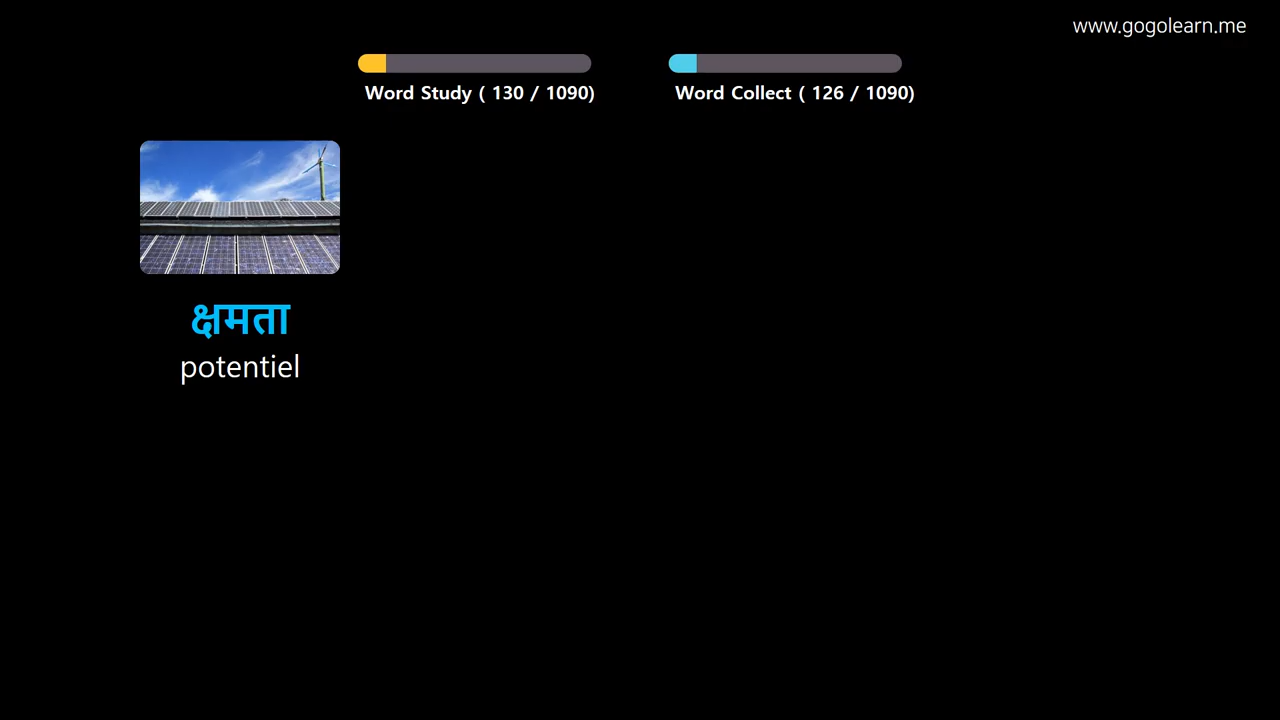 www.gogolearn.me
Word Study ( 130 / 1090)
Word Collect ( 126 / 1090)
क्षमता
potentiel